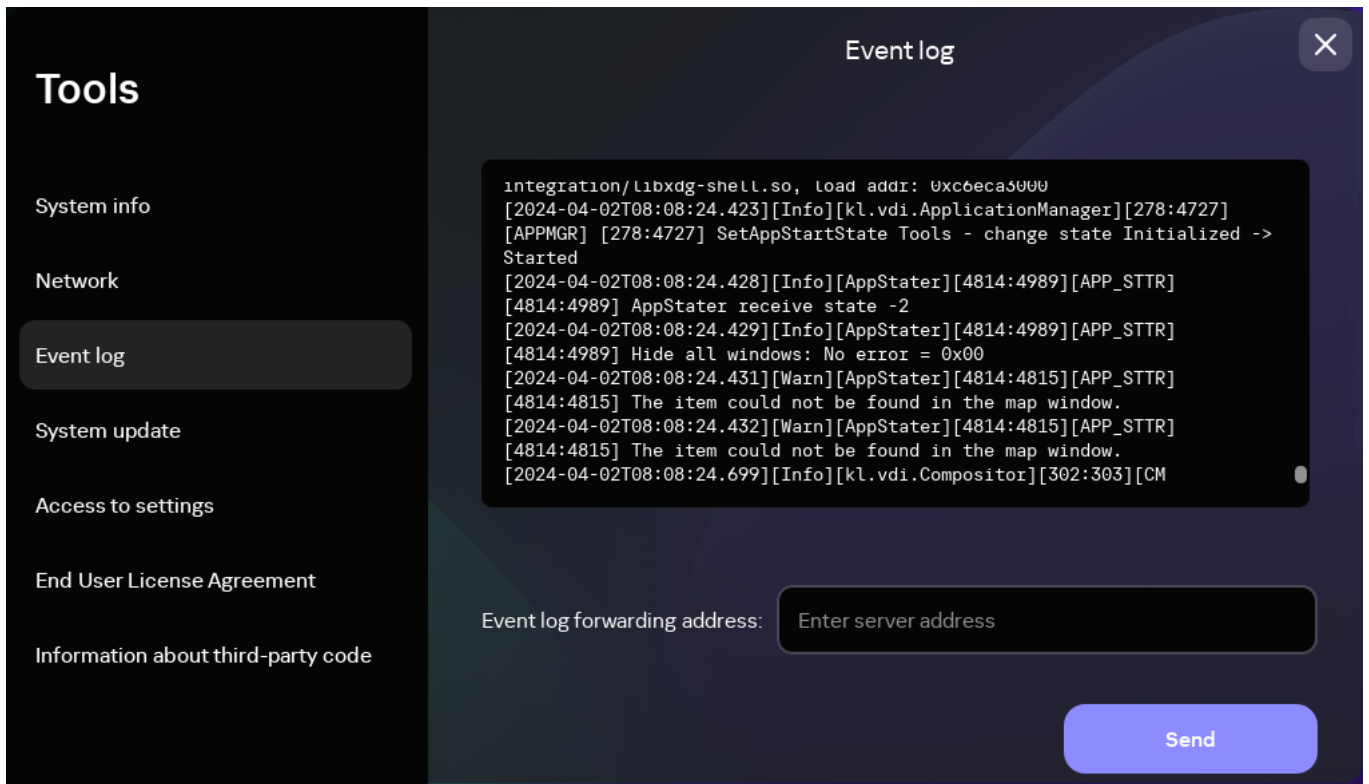 Tools
System info
Network
Event log
System update
Access to settings
End User License Agreement
Information about third-party code
Event log
integration/libxdg-shell.so, load addr: 0xc6eca3000
[2024-04-02T08:08:24.423][Info][kl.vdi.ApplicationManager][278:4727]
[APPMGR] [278:4727] SetAppStartState Tools - change state Initialized ->
Started
[2024-04-02T08:08:24.428][Info][AppStater][4814:4989][APP_STTR]
[4814:4989] AppStater receive state -2
[2024-04-02T08:08:24.429][Info][AppStater][4814:4989][APP_STTR]
[4814:4989] Hide all windows: No error = 0x00
[2024-04-02T08:08:24.431][Warn][AppStater][4814:4815][APP_STTR]
[4814:4815] The item could not be found in the map window.
[2024-04-02T08:08:24.432][Warn][AppStater][4814:4815][APP_STTR]
[4814:4815] The item could not be found in the map window.
[2024-04-02T08:08:24.699][Info][kl.vdi.Compositor][302:303][CM
Event log forwarding address:
Enter server address
Send